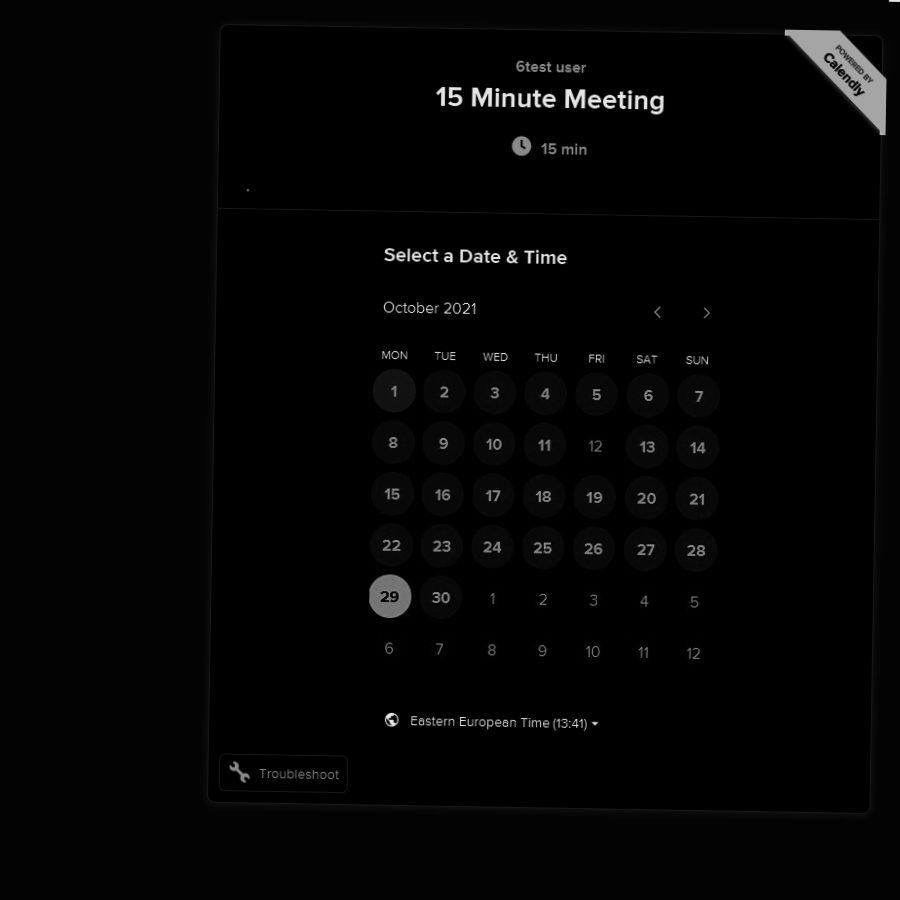 POWERED BY
Calendly
6test user
15 Minute Meeting
15 min
Select a Date & Time
October 2021
MON TUE WED THU FRI SAT SUN
1 2 3 4 5 6 7
8 9 10 11 12 13 14
15 16 17 18 19 20 21
22 23 24 25 26 27 28
29 30 1 2 3 4 5
6 7 8 9 10 11 12
Eastern European Time (13:41)
Troubleshoot